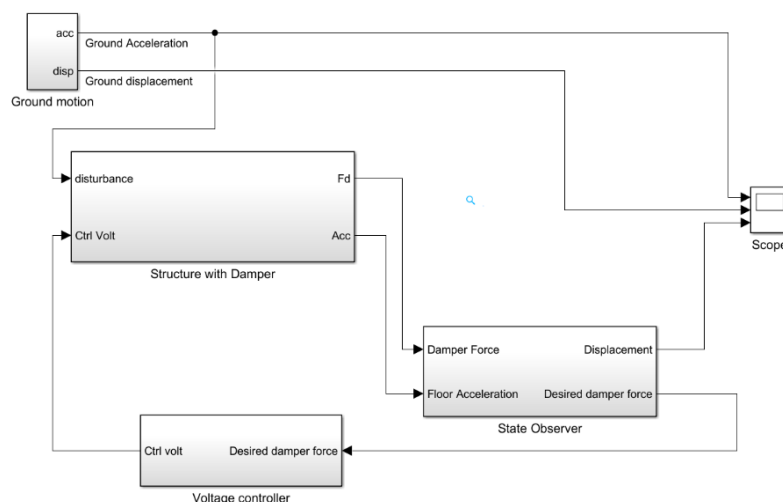 acc
Ground Acceleration
disp
Ground displacement
Ground motion
disturbance
Fd
Ctrl Volt
Acc
Structure with Damper
Scope
Damper Force
Displacement
Floor Acceleration
Desired damper force
State Observer
Ctrl volt
Desired damper force
Voltage controller